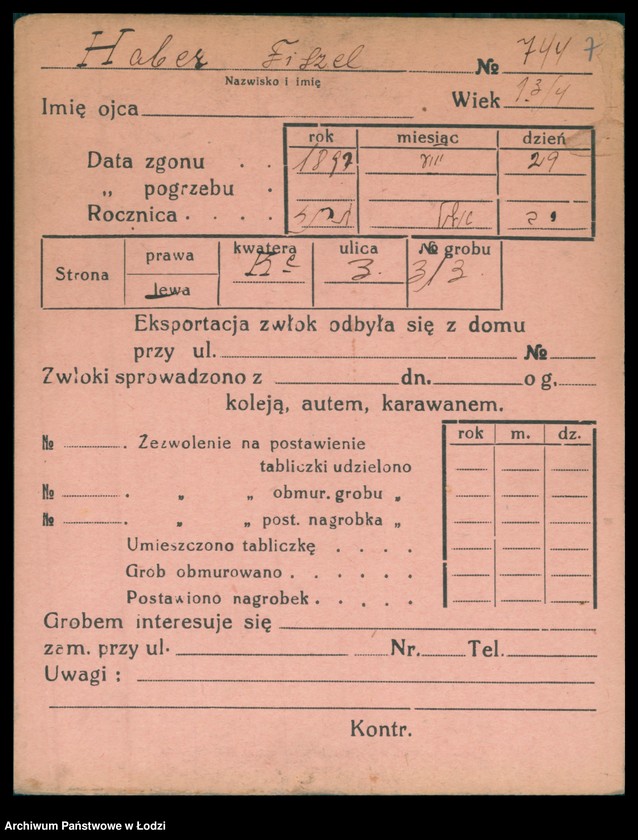 Haber Fiszel № 744 7
Nazwisko i imię
Imię ojca Wiek 1 3/4
rok miesiąc dzień
Data zgonu . . 1897 VIII 29
„ pogrzebu .
Rocznica . . . .
Strona prawa lewa kwatera ulica 3. № grobu 3/3.
Eksportacja zwłok odbyła się z domu
przy ul. №
Zwłoki sprowadzono z dn. o g.
koleją, autem, karawanem.
rok m. dz.
№ . Zezwolenie na postawienie
tabliczki udzielono
№ . „ „ obmur. grobu „
№ . „ „ post. nagrobka „
Umieszczono tabliczkę . . . .
Grób obmurowano . . . . . .
Postawiono nagrobek . . . . .
Grobem interesuje się
zam. przy ul. Nr. Tel.
Uwagi :
Kontr.
Archiwum Państwowe w Łodzi